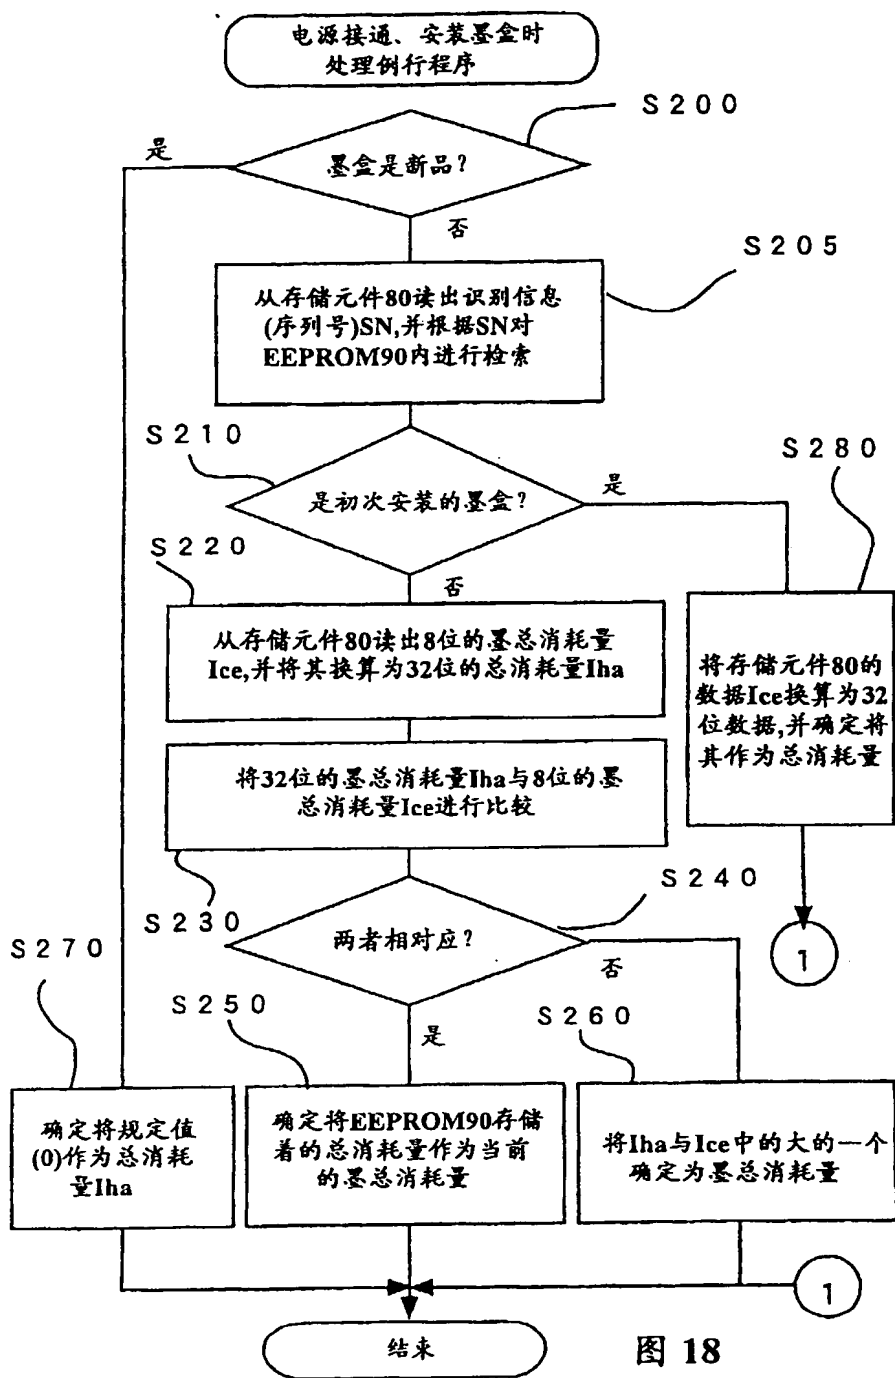 电源接通、安装墨盒时
处理例行程序
S200
是
墨盒是新品?
否
S205
从存储元件80读出识别信息
(序列号)SN,并根据SN对
EEPROM90内进行检索
S210
是初次安装的墨盒?
是
S280
否
S220
从存储元件80读出8位的墨总消耗量
Ice,并将其换算为32位的总消耗量Iha
将存储元件80的
数据Ice换算为32
位数据,并确定将
其作为总消耗量
将32位的墨总消耗量Iha与8位的墨
总消耗量Ice进行比较
S230
S240
两者相对应?
否
1
S270
S250
是
S260
确定将规定值
(0)作为总消耗
量Iha
确定将EEPROM90存储
着的总消耗量作为当前
的墨总消耗量
将Iha与Ice中的大的一个
确定为墨总消耗量
1
结束
图 18